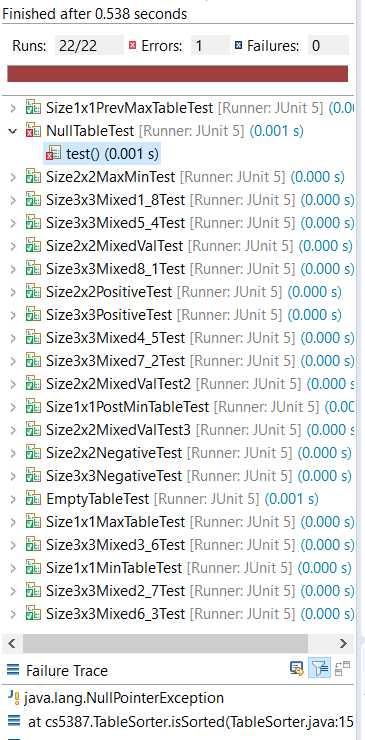 Finished after 0.538 seconds
Runs: 22/22 Errors: 1 Failures: 0
Size1x1PrevMaxTableTest [Runner: JUnit 5] (0.00
NullTableTest [Runner: JUnit 5] (0.001 s)
test() (0.001 s)
Size2x2MaxMinTest [Runner: JUnit 5] (0.000 s)
Size3x3Mixed1_8Test [Runner: JUnit 5] (0.000 s)
Size3x3Mixed5_4Test [Runner: JUnit 5] (0.000 s)
Size2x2MixedValTest [Runner: JUnit 5] (0.000 s)
Size3x3Mixed8_1Test [Runner: JUnit 5] (0.000 s)
Size2x2PositiveTest [Runner: JUnit 5] (0.000 s)
Size3x3PositiveTest [Runner: JUnit 5] (0.000 s)
Size3x3Mixed4_5Test [Runner: JUnit 5] (0.000 s)
Size3x3Mixed7_2Test [Runner: JUnit 5] (0.000 s)
Size2x2MixedValTest2 [Runner: JUnit 5] (0.000 s
Size1x1PostMinTableTest [Runner: JUnit 5] (0.00
Size2x2MixedValTest3 [Runner: JUnit 5] (0.000 s
Size2x2NegativeTest [Runner: JUnit 5] (0.000 s)
Size3x3NegativeTest [Runner: JUnit 5] (0.000 s)
EmptyTableTest [Runner: JUnit 5] (0.001 s)
Size1x1MaxTableTest [Runner: JUnit 5] (0.000 s)
Size3x3Mixed3_6Test [Runner: JUnit 5] (0.000 s)
Size1x1MinTableTest [Runner: JUnit 5] (0.000 s)
Size3x3Mixed2_7Test [Runner: JUnit 5] (0.000 s)
Size3x3Mixed6_3Test [Runner: JUnit 5] (0.000 s)
Failure Trace
java.lang.NullPointerException
at cs5387.TableSorter.isSorted(TableSorter.java:15